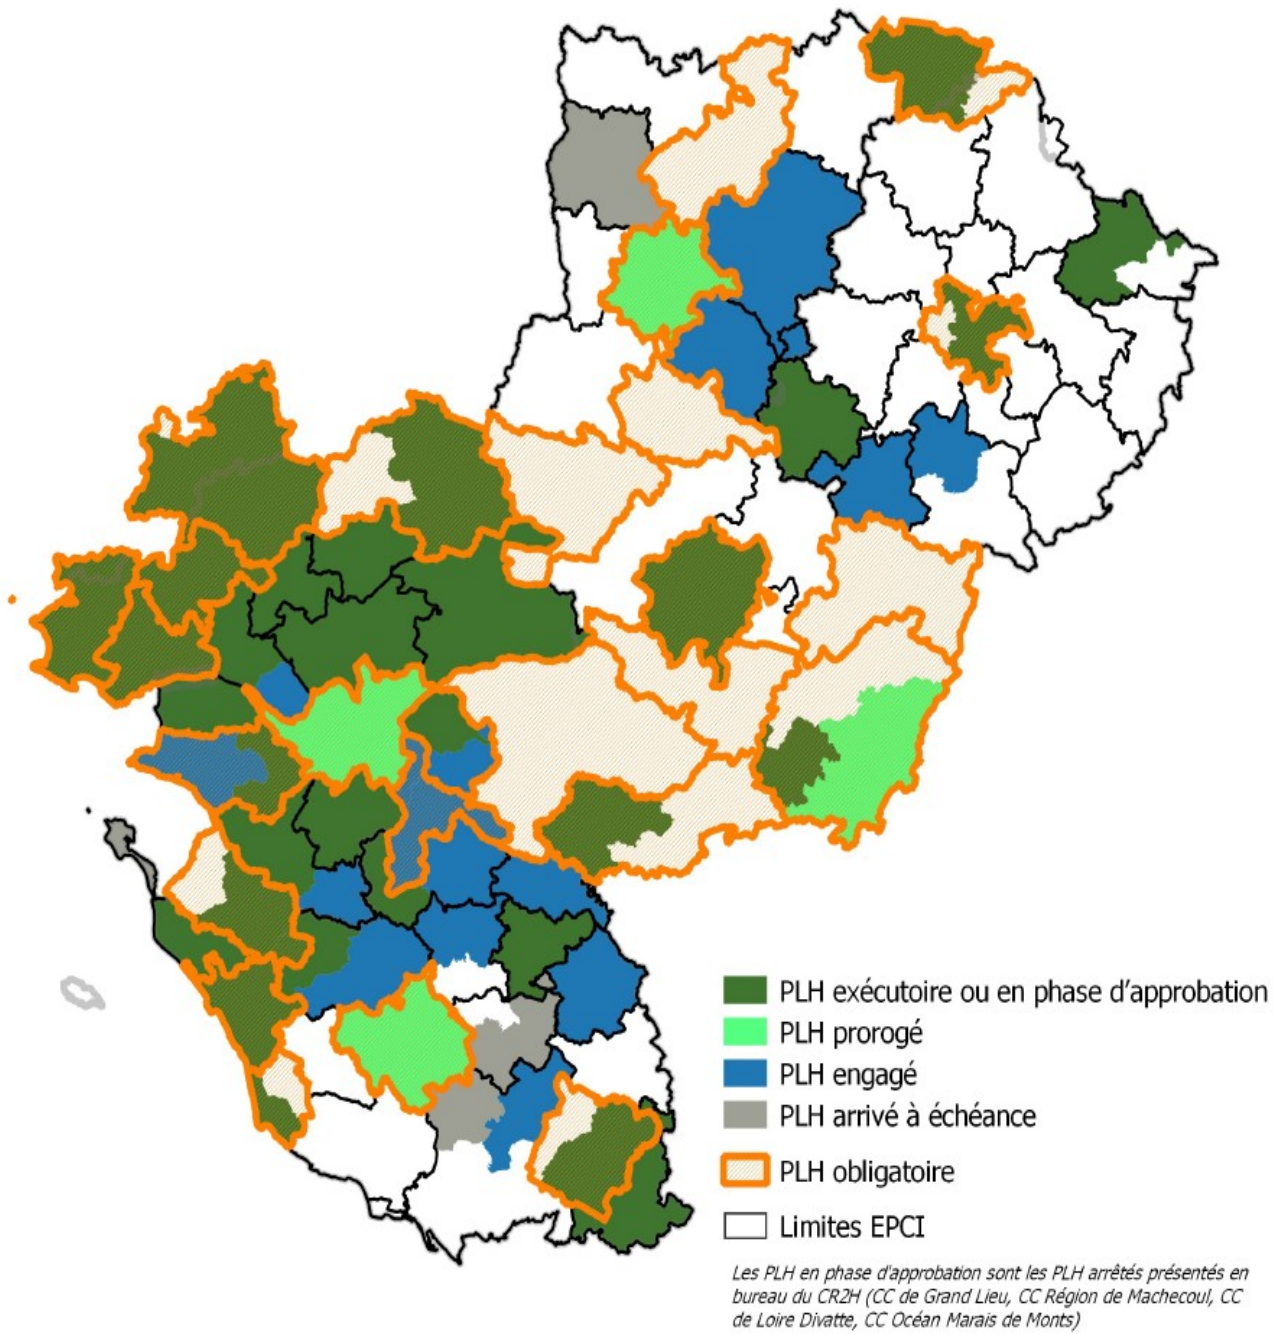 PLH exécutoire ou en phase d’approbation
PLH prorogé
PLH engagé
PLH arrivé à échéance
PLH obligatoire
Limites EPCI
Les PLH en phase d'approbation sont les PLH arrêtés présentés en
bureau du CR2H (CC de Grand Lieu, CC Région de Machecoul, CC
de Loire Divatte, CC Océan Marais de Monts)